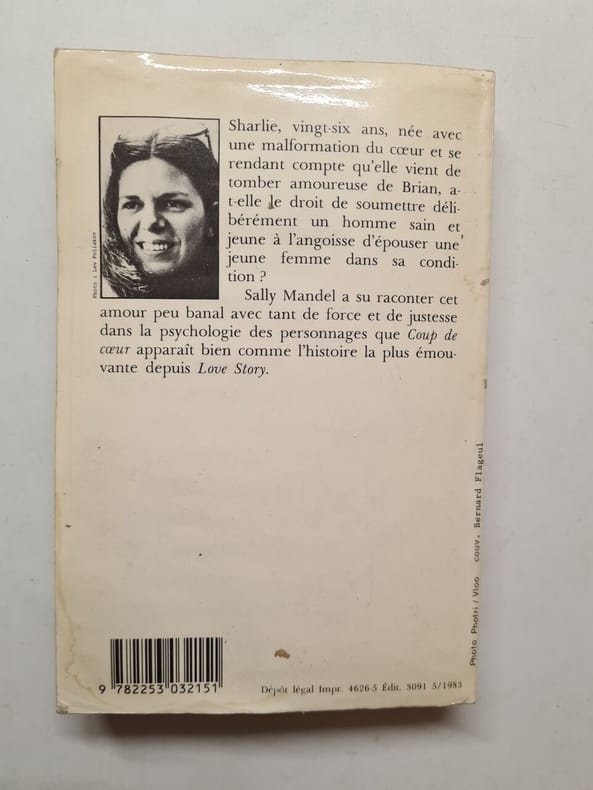 Sharlie, vingt-six ans, née avec
une malformation du cœur et se
rendant compte qu'elle vient de
tomber amoureuse de Brian, a-
t-elle le droit de soumettre déli-
bérément un homme sain et
jeune à l'angoisse d'épouser une
jeune femme dans sa condi-
tion ?
Sally Mandel a su raconter cet
amour peu banal avec tant de force et de justesse
dans la psychologie des personnages que Coup de
cœur apparaît bien comme l'histoire la plus émou-
vante depuis Love Story.
Photo : Lev Poliakov
Photo Photri / Vloo couv. Bernard Flageul
9 782253 032151
Dépôt légal Impr. 4626-5 Édit. 3091 5/1983